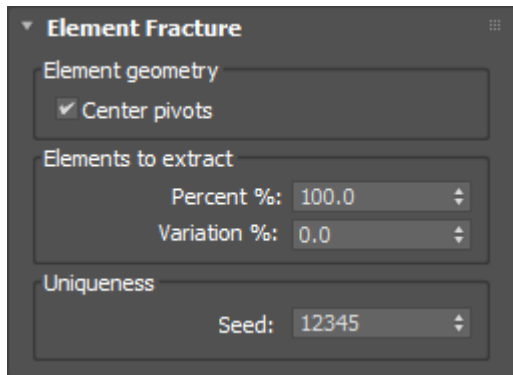 Element Fracture
Element geometry
Center pivots
Elements to extract
Percent %: 100.0
Variation %: 0.0
Uniqueness
Seed: 12345